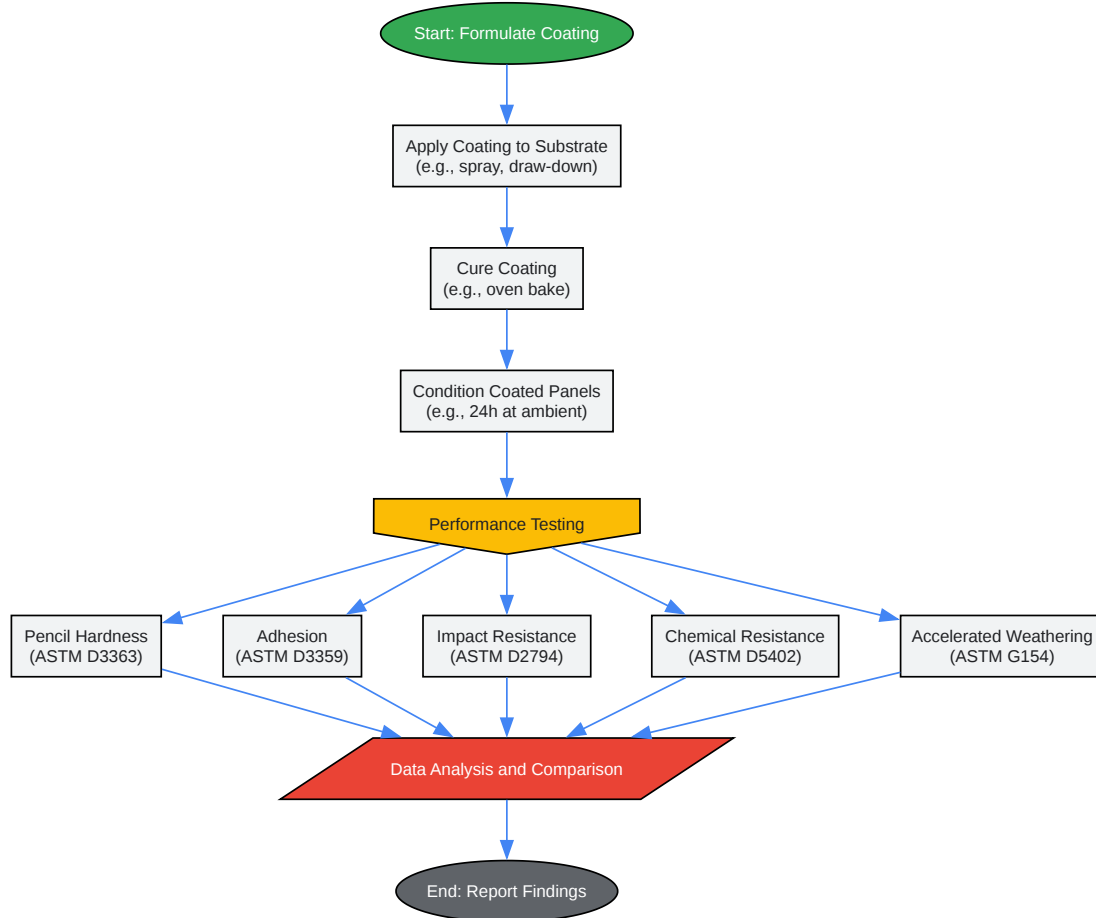 Start: Formulate Coating
Apply Coating to Substrate
(e.g., spray, draw-down)
Cure Coating
(e.g., oven bake)
Condition Coated Panels
(e.g., 24h at ambient)
Performance Testing
Pencil Hardness
(ASTM D3363)
Adhesion
(ASTM D3359)
Impact Resistance
(ASTM D2794)
Chemical Resistance
(ASTM D5402)
Accelerated Weathering
(ASTM G154)
Data Analysis and Comparison
End: Report Findings